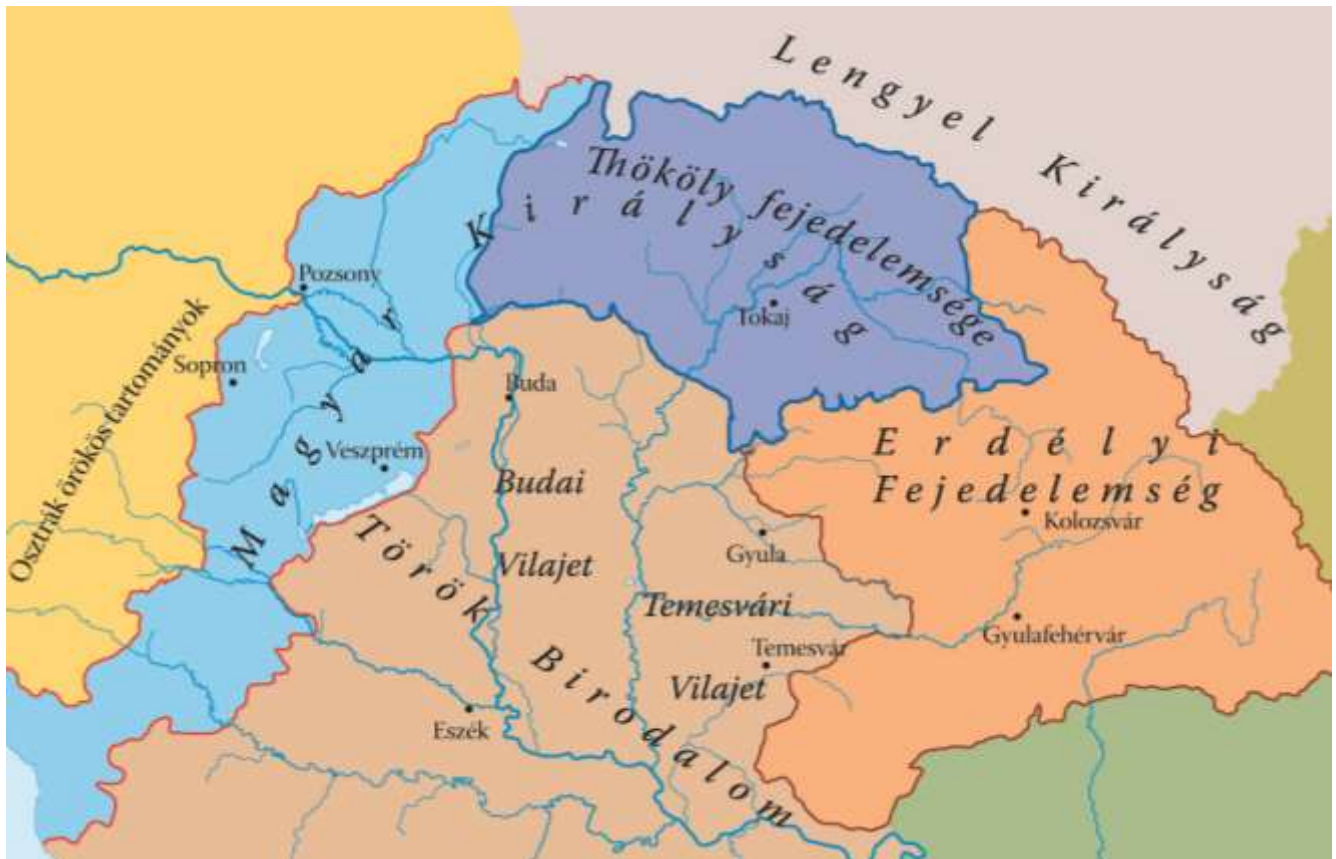 Lengyel Királyság
Thököly fejedelemsége
Magyar Királyság
Pozsony
Tokaj
Osztrák örökös tartományok
Sopron
Buda
Veszprém
Erdélyi
Fejedelemség
Budai
Vilajet
Kolozsvár
Török Birodalom
Gyula
Temesvári
Vilajet
Gyulafehérvár
Temesvár
Eszék